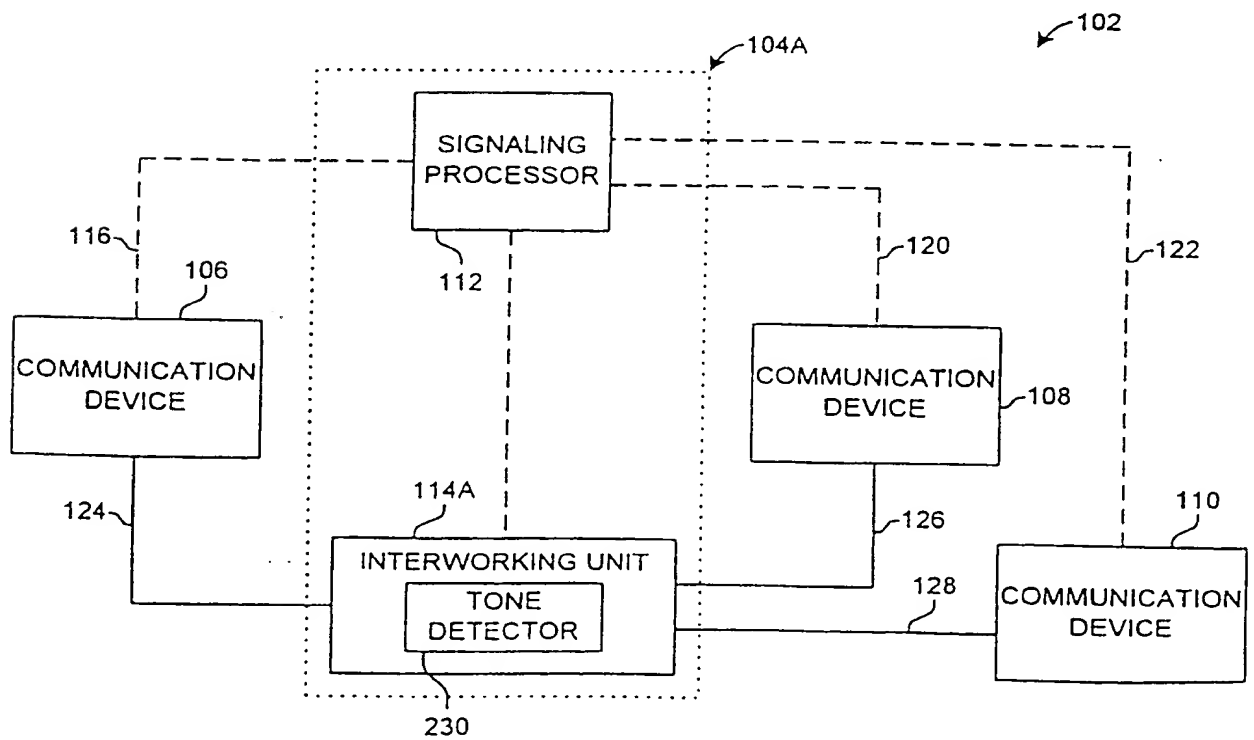 102
104A
SIGNALING
PROCESSOR
116
112
120
122
106
COMMUNICATION
DEVICE
COMMUNICATION
DEVICE
108
124
114A
126
110
INTERWORKING UNIT
TONE
DETECTOR
128
COMMUNICATION
DEVICE
230